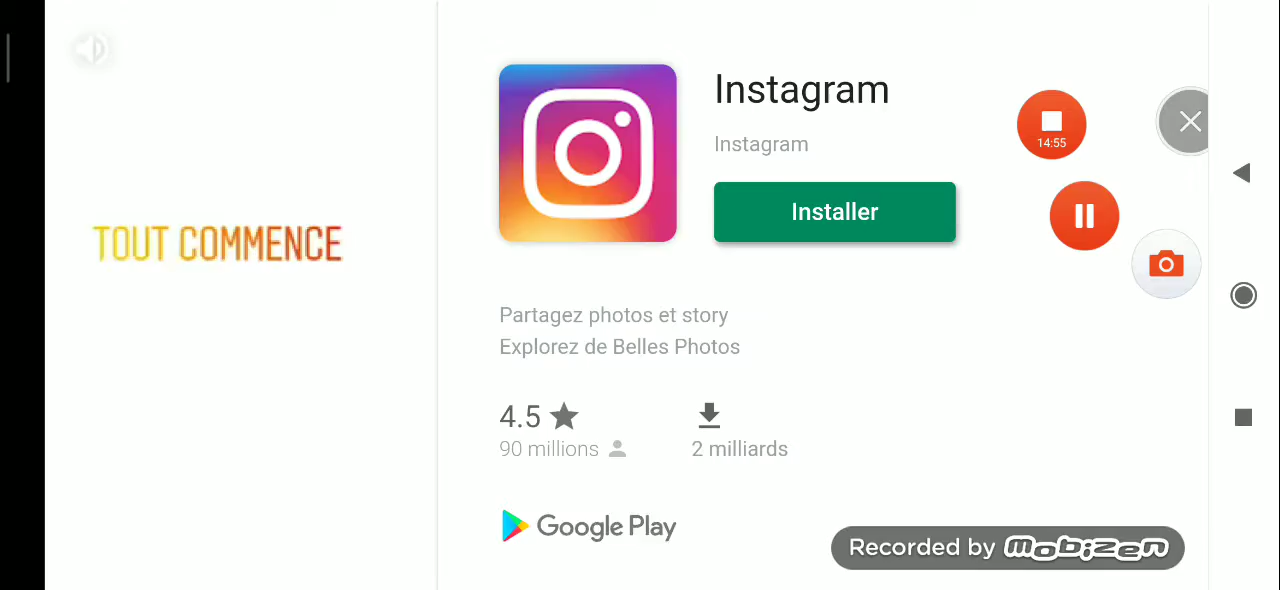 TOUT COMMENCE
Instagram
Instagram
Installer
14:55
Partagez photos et story
Explorez de Belles Photos
4.5
90 millions
2 milliards
Google Play
Recorded by mobizen